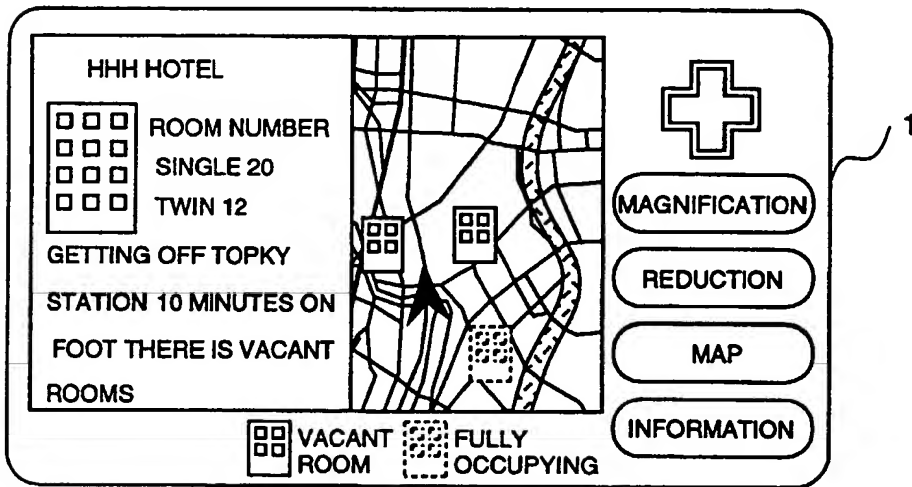 HHH HOTEL
ROOM NUMBER
SINGLE 20
TWIN 12
GETTING OFF TOPKY
STATION 10 MINUTES ON
FOOT THERE IS VACANT
ROOMS
MAGNIFICATION
REDUCTION
MAP
INFORMATION
VACANT
ROOM
FULLY
OCCUPYING
1